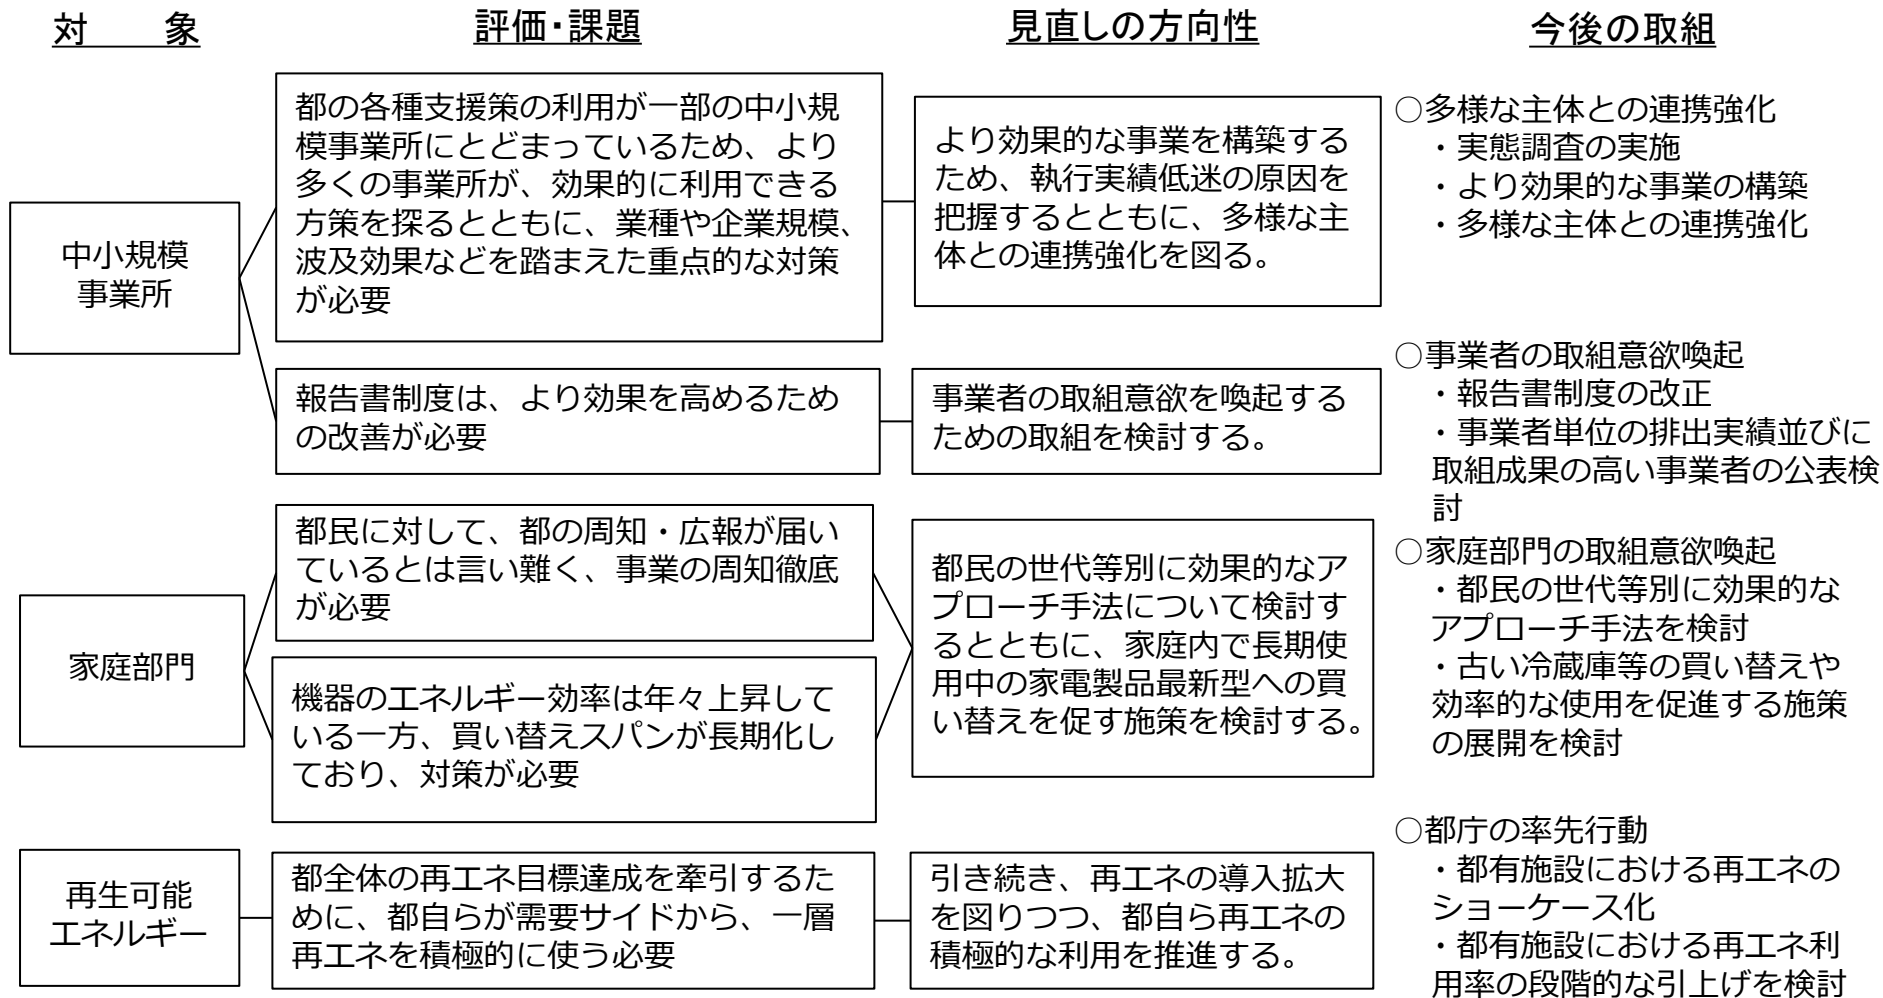 対　　象
評価・課題
見直しの方向性
今後の取組
中小規模
事業所
都の各種支援策の利用が一部の中小規
模事業所にとどまっているため、より
多くの事業所が、効果的に利用できる
方策を探るとともに、業種や企業規模、
波及効果などを踏まえた重点的な対策
が必要
より効果的な事業を構築する
ため、執行実績低迷の原因を
把握するとともに、多様な主
体との連携強化を図る。
○多様な主体との連携強化
・実態調査の実施
・より効果的な事業の構築
・多様な主体との連携強化
報告書制度は、より効果を高めるため
の改善が必要
事業者の取組意欲を喚起する
ための取組を検討する。
○事業者の取組意欲喚起
・報告書制度の改正
・事業者単位の排出実績並びに
取組成果の高い事業者の公表検
討
家庭部門
都民に対して、都の周知・広報が届い
ているとは言い難く、事業の周知徹底
が必要
機器のエネルギー効率は年々上昇して
いる一方、買い替えスパンが長期化し
ており、対策が必要
都民の世代等別に効果的なア
プローチ手法について検討す
るとともに、家庭内で長期使
用中の家電製品最新型への買
い替えを促す施策を検討する。
○家庭部門の取組意欲喚起
・都民の世代等別に効果的な
アプローチ手法を検討
・古い冷蔵庫等の買い替えや
効率的な使用を促進する施策
の展開を検討
再生可能
エネルギー
都全体の再エネ目標達成を牽引するた
めに、都自らが需要サイドから、一層
再エネを積極的に使う必要
引き続き、再エネの導入拡大
を図りつつ、都自ら再エネの
積極的な利用を推進する。
○都庁の率先行動
・都有施設における再エネの
ショーケース化
・都有施設における再エネ利
用率の段階的な引上げを検討